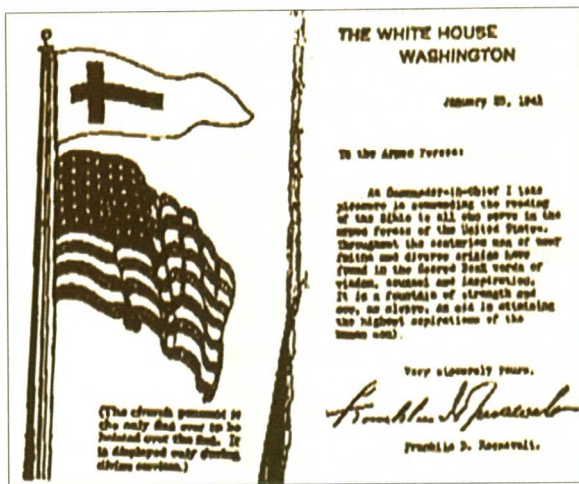 (The church pennant is
the only flag ever to be
hoisted over the It
is displayed only during
divine services.)
THE WHITE HOUSE
WASHINGTON
January 25, 1941
To the Armed Forces:
As Commander-in-Chief I take
pleasure in commending the reading
of the Bible to all who serve in the
armed forces of the United States.
Throughout the centuries men of many
faiths and diverse origins have
found in the Sacred Book words of
wisdom, counsel and inspiration.
It is a fountain of strength and
now, as always, an aid in attaining
the highest aspirations of the
human soul.
Very sincerely yours,
Franklin D Roosevelt
Franklin D. Roosevelt.